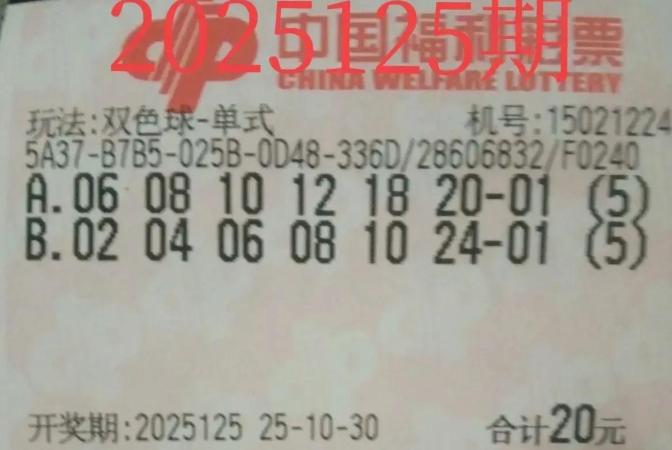 2025125期
中国福利彩票
CHINA WELFARE LOTTERY
玩法:双色球-单式 机号:15021224
5A37-B7B5-025B-0D48-336D/28606832/F0240
A.06 08 10 12 18 20-01 (5)
B.02 04 06 08 10 24-01 (5)
开奖期:2025125 25-10-30 合计20元